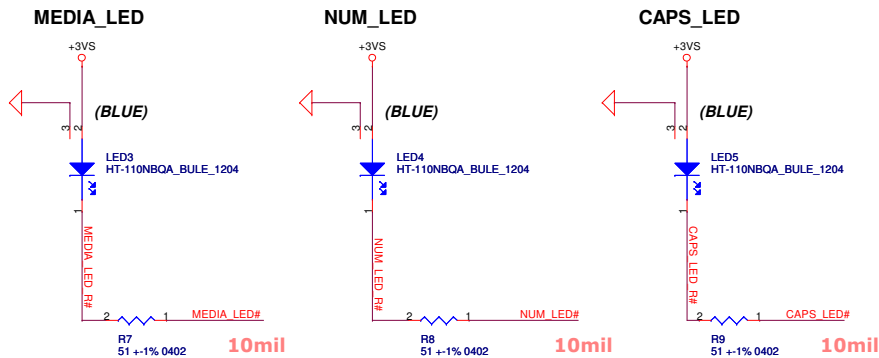 MEDIA_LED
NUM_LED
CAPS_LED
+3VS
+3VS
+3VS
(BLUE)
(BLUE)
(BLUE)
3
2
3
2
3
2
LED3
HT-110NBQA_BULE_1204
LED4
HT-110NBQA_BULE_1204
LED5
HT-110NBQA_BULE_1204
1
1
1
MEDIA_LED_R#
NUM_LED_R#
CAPS_LED_R#
2
1
MEDIA_LED#
2
1
NUM_LED#
2
1
CAPS_LED#
R7
51 +-1% 0402
10mil
R8
51 +-1% 0402
10mil
R9
51 +-1% 0402
10mil